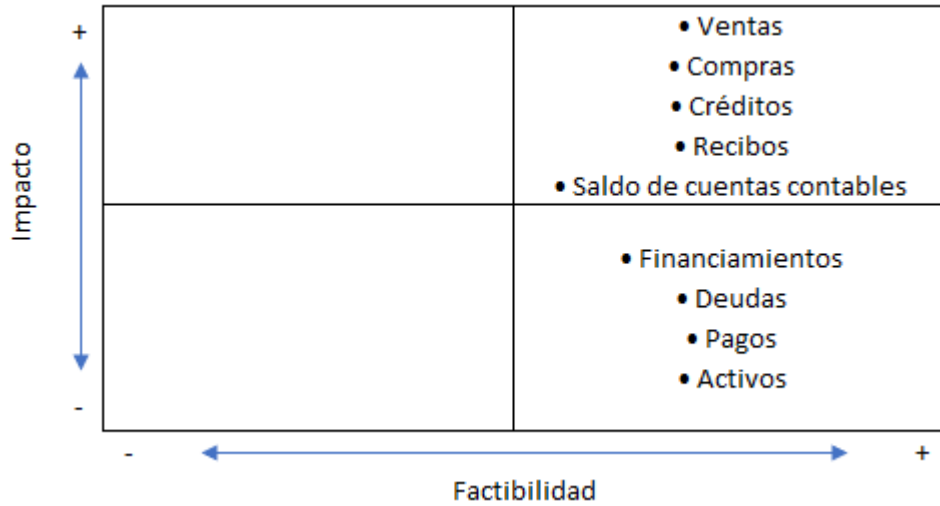 +
• Ventas
• Compras
• Créditos
• Recibos
• Saldo de cuentas contables
Impacto
• Financiamientos
• Deudas
• Pagos
• Activos
-
- +
Factibilidad